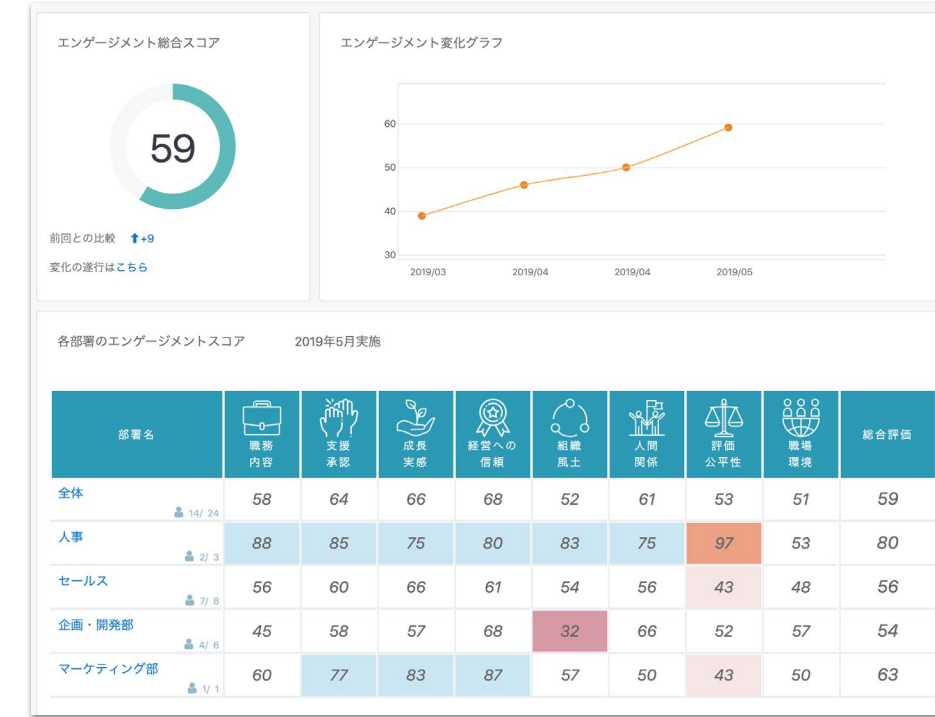 エンゲージメント総合スコア
59
前回との比較 +9
変化の遂行はこちら
エンゲージメント変化グラフ
60
50
40
30
2019/03 2019/04 2019/04 2019/05
各部署のエンゲージメントスコア 2019年5月実施
部署名 職務内容 支援承認 成長実感 経営への信頼 組織風土 人間関係 評価公平性 職場環境 総合評価
全体 14/ 24 58 64 66 68 52 61 53 51 59
人事 2/ 3 88 85 75 80 83 75 97 53 80
セールス 7/ 8 56 60 66 61 54 56 43 48 56
企画・開発部 4/ 6 45 58 57 68 32 66 52 57 54
マーケティング部 1/ 1 60 77 83 87 57 50 43 50 63